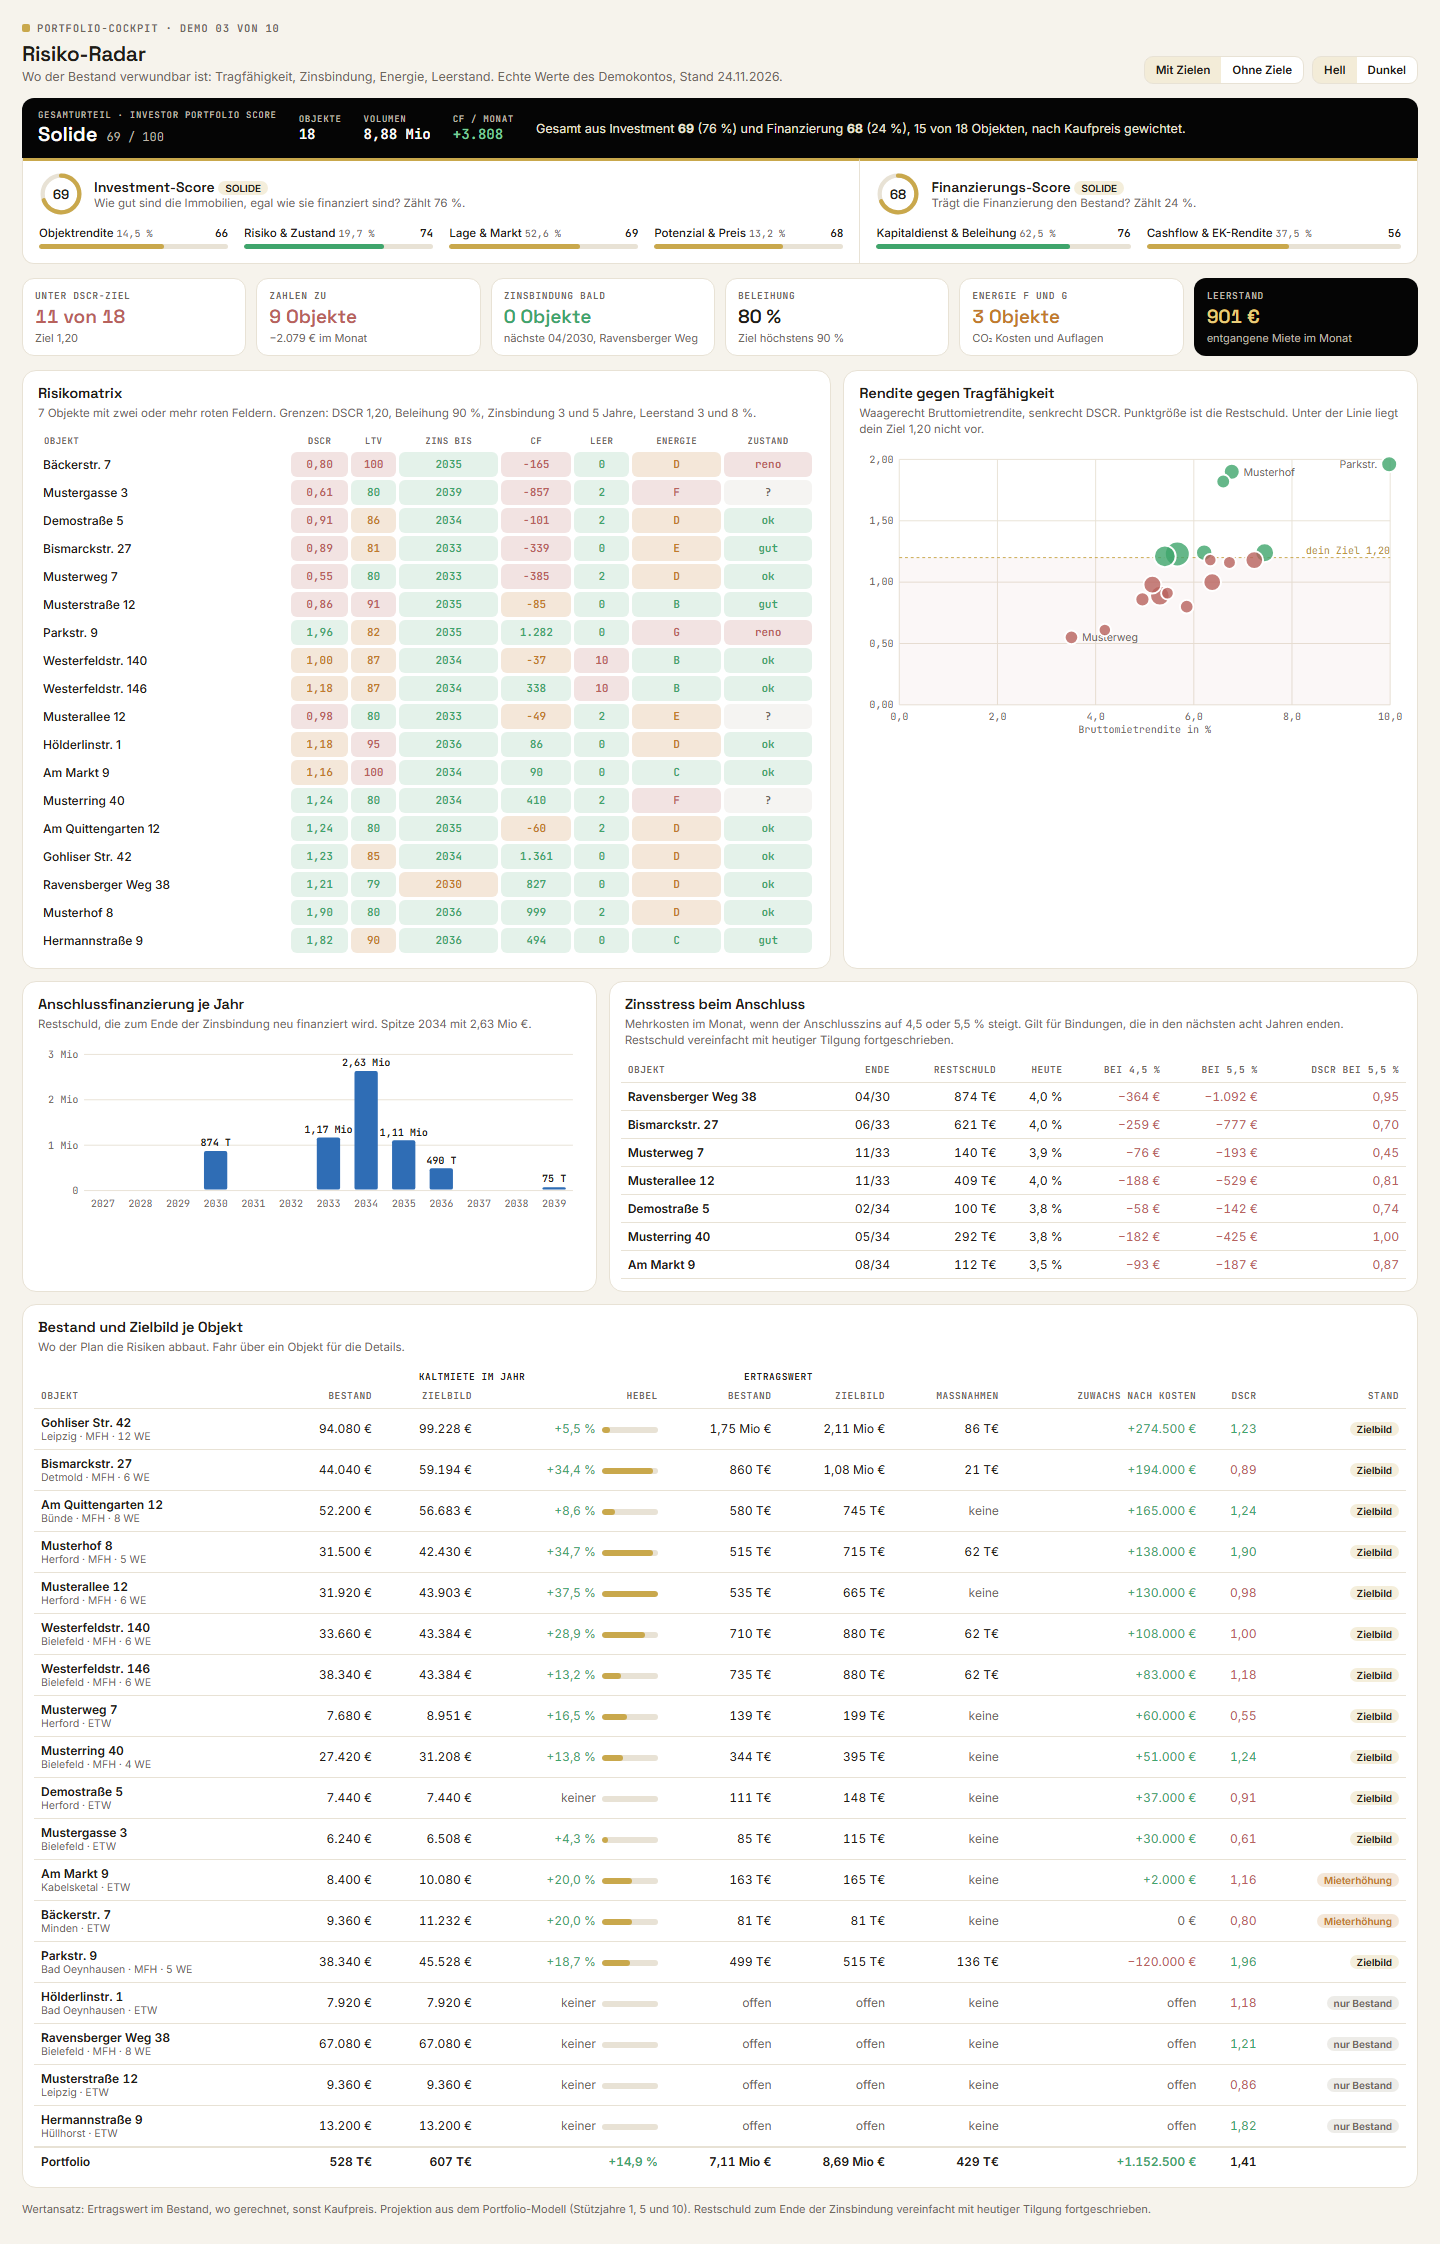 PORTFOLIO-COCKPIT · DEMO 03 VON 10
Risiko-Radar
Wo der Bestand verwundbar ist: Tragfähigkeit, Zinsbindung, Energie, Leerstand. Echte Werte des Demokontos, Stand 24.11.2026.
Mit Zielen Ohne Ziele Hell Dunkel
GESAMTURTEIL · INVESTOR PORTFOLIO SCORE
Solide 69 / 100
OBJEKTE
18
VOLUMEN
8,88 Mio
CF / MONAT
+3.808
Gesamt aus Investment 69 (76 %) und Finanzierung 68 (24 %), 15 von 18 Objekten, nach Kaufpreis gewichtet.
69
Investment-Score SOLIDE
Wie gut sind die Immobilien, egal wie sie finanziert sind? Zählt 76 %.
Objektrendite 14,5 % 66
Risiko & Zustand 19,7 % 74
Lage & Markt 52,6 % 69
Potenzial & Preis 13,2 % 68
68
Finanzierungs-Score SOLIDE
Trägt die Finanzierung den Bestand? Zählt 24 %.
Kapitaldienst & Beleihung 62,5 % 76
Cashflow & EK-Rendite 37,5 % 56
UNTER DSCR-ZIEL
11 von 18
Ziel 1,20
ZAHLEN ZU
9 Objekte
−2.079 € im Monat
ZINSBINDUNG BALD
0 Objekte
nächste 04/2030, Ravensberger Weg
BELEIHUNG
80 %
Ziel höchstens 90 %
ENERGIE F UND G
3 Objekte
CO₂ Kosten und Auflagen
LEERSTAND
901 €
entgangene Miete im Monat
Risikomatrix
7 Objekte mit zwei oder mehr roten Feldern. Grenzen: DSCR 1,20, Beleihung 90 %, Zinsbindung 3 und 5 Jahre, Leerstand 3 und 8 %.
OBJEKT DSCR LTV ZINS BIS CF LEER ENERGIE ZUSTAND
Bäckerstr. 7 0,80 100 2035 -165 0 D reno
Mustergasse 3 0,61 80 2039 -857 2 F ?
Demostraße 5 0,91 86 2034 -101 2 D ok
Bismarckstr. 27 0,89 81 2033 -339 0 E gut
Musterweg 7 0,55 80 2033 -385 2 D ok
Musterstraße 12 0,86 91 2035 -85 0 B gut
Parkstr. 9 1,96 82 2035 1.282 0 G reno
Westerfeldstr. 140 1,00 87 2034 -37 10 B ok
Westerfeldstr. 146 1,18 87 2034 338 10 B ok
Musterallee 12 0,98 80 2033 -49 2 E ?
Hölderlinstr. 1 1,18 95 2036 86 0 D ok
Am Markt 9 1,16 100 2034 90 0 C ok
Musterring 40 1,24 80 2034 410 2 F ?
Am Quittengarten 12 1,24 80 2035 -60 2 D ok
Gohliser Str. 42 1,23 85 2034 1.361 0 D ok
Ravensberger Weg 38 1,21 79 2030 827 0 D ok
Musterhof 8 1,90 80 2036 999 2 D ok
Hermannstraße 9 1,82 90 2036 494 0 C gut
Rendite gegen Tragfähigkeit
Waagerecht Bruttomietrendite, senkrecht DSCR. Punktgröße ist die Restschuld. Unter der Linie liegt
dein Ziel 1,20 nicht vor.
2,00
Musterhof
Parkstr.
1,50
dein Ziel 1,20
1,00
0,50
Musterweg
0,00
0,0 2,0 4,0 6,0 8,0 10,0
Bruttomietrendite in %
Anschlussfinanzierung je Jahr
Restschuld, die zum Ende der Zinsbindung neu finanziert wird. Spitze 2034 mit 2,63 Mio €.
3 Mio
2 Mio
1 Mio
0
874 T 1,17 Mio 2,63 Mio 1,11 Mio 490 T 75 T
2027 2028 2029 2030 2031 2032 2033 2034 2035 2036 2037 2038 2039
Zinsstress beim Anschluss
Mehrkosten im Monat, wenn der Anschlusszins auf 4,5 oder 5,5 % steigt. Gilt für Bindungen, die in den nächsten acht Jahren enden.
Restschuld vereinfacht mit heutiger Tilgung fortgeschrieben.
OBJEKT ENDE RESTSCHULD HEUTE BEI 4,5 % BEI 5,5 % DSCR BEI 5,5 %
Ravensberger Weg 38 04/30 874 T€ 4,0 % −364 € −1.092 € 0,95
Bismarckstr. 27 06/33 621 T€ 4,0 % −259 € −777 € 0,70
Musterweg 7 11/33 140 T€ 3,9 % −76 € −193 € 0,45
Musterallee 12 11/33 409 T€ 4,0 % −188 € −529 € 0,81
Demostraße 5 02/34 100 T€ 3,8 % −58 € −142 € 0,74
Musterring 40 05/34 292 T€ 3,8 % −182 € −425 € 1,00
Am Markt 9 08/34 112 T€ 3,5 % −93 € −187 € 0,87
Bestand und Zielbild je Objekt
Wo der Plan die Risiken abbaut. Fahr über ein Objekt für die Details.
KALTMIETE IM JAHR ERTRAGSWERT
OBJEKT BESTAND ZIELBILD HEBEL BESTAND ZIELBILD MASSNAHMEN ZUWACHS NACH KOSTEN DSCR STAND
Gohliser Str. 42 94.080 € 99.228 € +5,5 % 1,75 Mio € 2,11 Mio € 86 T€ +274.500 € 1,23 Zielbild
Leipzig · MFH · 12 WE
Bismarckstr. 27 44.040 € 59.194 € +34,4 % 860 T€ 1,08 Mio € 21 T€ +194.000 € 0,89 Zielbild
Detmold · MFH · 6 WE
Am Quittengarten 12 52.200 € 56.683 € +8,6 % 580 T€ 745 T€ keine +165.000 € 1,24 Zielbild
Bünde · MFH · 8 WE
Musterhof 8 31.500 € 42.430 € +34,7 % 515 T€ 715 T€ 62 T€ +138.000 € 1,90 Zielbild
Herford · MFH · 5 WE
Musterallee 12 31.920 € 43.903 € +37,5 % 535 T€ 665 T€ keine +130.000 € 0,98 Zielbild
Herford · MFH · 6 WE
Westerfeldstr. 140 33.660 € 43.384 € +28,9 % 710 T€ 880 T€ 62 T€ +108.000 € 1,00 Zielbild
Bielefeld · MFH · 6 WE
Westerfeldstr. 146 38.340 € 43.384 € +13,2 % 735 T€ 880 T€ 62 T€ +83.000 € 1,18 Zielbild
Bielefeld · MFH · 6 WE
Musterweg 7 7.680 € 8.951 € +16,5 % 139 T€ 199 T€ keine +60.000 € 0,55 Zielbild
Herford · ETW
Musterring 40 27.420 € 31.208 € +13,8 % 344 T€ 395 T€ keine +51.000 € 1,24 Zielbild
Bielefeld · MFH · 4 WE
Demostraße 5 7.440 € 7.440 € keiner 111 T€ 148 T€ keine +37.000 € 0,91 Zielbild
Herford · ETW
Mustergasse 3 6.240 € 6.508 € +4,3 % 85 T€ 115 T€ keine +30.000 € 0,61 Zielbild
Bielefeld · ETW
Am Markt 9 8.400 € 10.080 € +20,0 % 163 T€ 165 T€ keine +2.000 € 1,16 Mieterhöhung
Kabelsketal · ETW
Bäckerstr. 7 9.360 € 11.232 € +20,0 % 81 T€ 81 T€ keine 0 € 0,80 Mieterhöhung
Minden · ETW
Parkstr. 9 38.340 € 45.528 € +18,7 % 499 T€ 515 T€ 136 T€ −120.000 € 1,96 Zielbild
Bad Oeynhausen · MFH · 5 WE
Hölderlinstr. 1 7.920 € 7.920 € keiner offen offen keine offen 1,18 nur Bestand
Bad Oeynhausen · ETW
Ravensberger Weg 38 67.080 € 67.080 € keiner offen offen keine offen 1,21 nur Bestand
Bielefeld · MFH · 8 WE
Musterstraße 12 9.360 € 9.360 € keiner offen offen keine offen 0,86 nur Bestand
Leipzig · ETW
Hermannstraße 9 13.200 € 13.200 € keiner offen offen keine offen 1,82 nur Bestand
Hüllhorst · ETW
Portfolio 528 T€ 607 T€ +14,9 % 7,11 Mio € 8,69 Mio € 429 T€ +1.152.500 € 1,41
Wertansatz: Ertragswert im Bestand, wo gerechnet, sonst Kaufpreis. Projektion aus dem Portfolio-Modell (Stützjahre 1, 5 und 10). Restschuld zum Ende der Zinsbindung vereinfacht mit heutiger Tilgung fortgeschrieben.